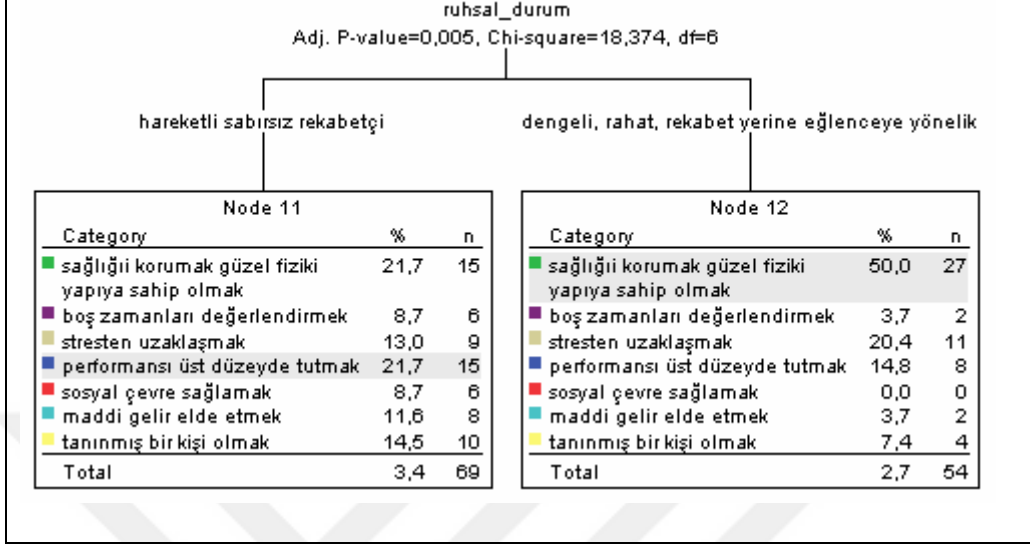 ruhsal_durum
Adj. P-value=0,005, Chi-square=18,374, df=6
hareketli sabırsız rekabetçi
dengeli, rahat, rekabet yerine eğlenceye yönelik
Node 11
Category % n
sağlığıi korumak güzel fiziki 21,7 15
yapıya sahip olmak
boş zamanları değerlendirmek 8,7 6
stresten uzaklaşmak 13,0 9
performansı üst düzeyde tutmak 21,7 15
sosyal çevre sağlamak 8,7 6
maddi gelir elde etmek 11,6 8
tanınmış bir kişi olmak 14,5 10
Total 3,4 69
Node 12
Category % n
sağlığıi korumak güzel fiziki 50,0 27
yapıya sahip olmak
boş zamanları değerlendirmek 3,7 2
stresten uzaklaşmak 20,4 11
performansı üst düzeyde tutmak 14,8 8
sosyal çevre sağlamak 0,0 0
maddi gelir elde etmek 3,7 2
tanınmış bir kişi olmak 7,4 4
Total 2,7 54